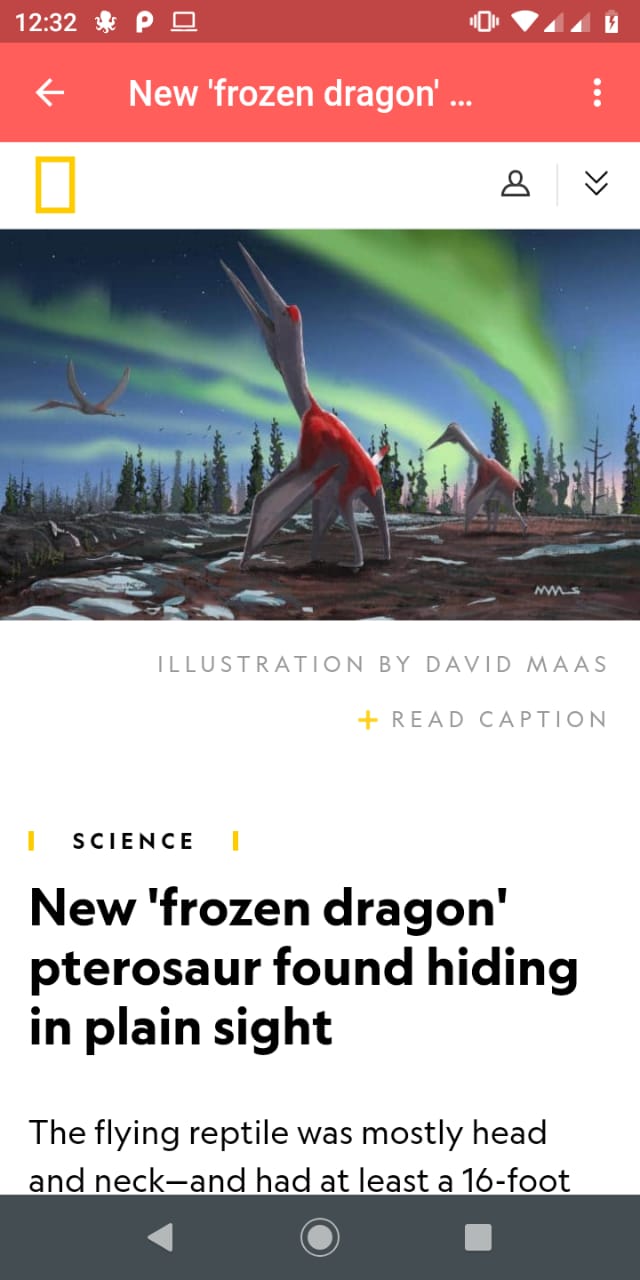 12:32
New 'frozen dragon' ...
ILLUSTRATION BY DAVID MAAS
+ READ CAPTION
SCIENCE
New 'frozen dragon'
pterosaur found hiding
in plain sight
The flying reptile was mostly head
and neck—and had at least a 16-foot